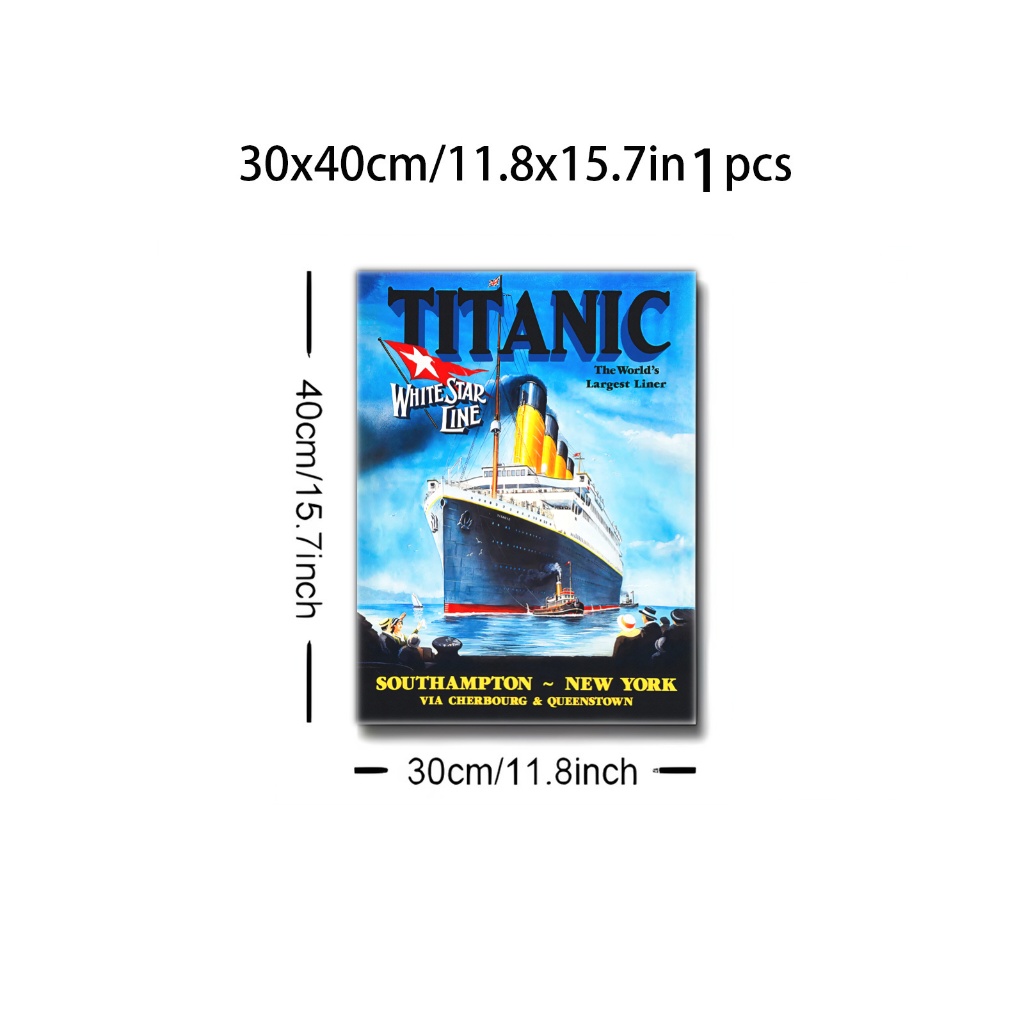 30x40cm/11.8x15.7in 1 pcs
TITANIC
The World's
Largest Liner
WHITE STAR
LINE
40cm/15.7inch
SOUTHAMPTON ~ NEW YORK
VIA CHERBOURG & QUEENSTOWN
30cm/11.8inch